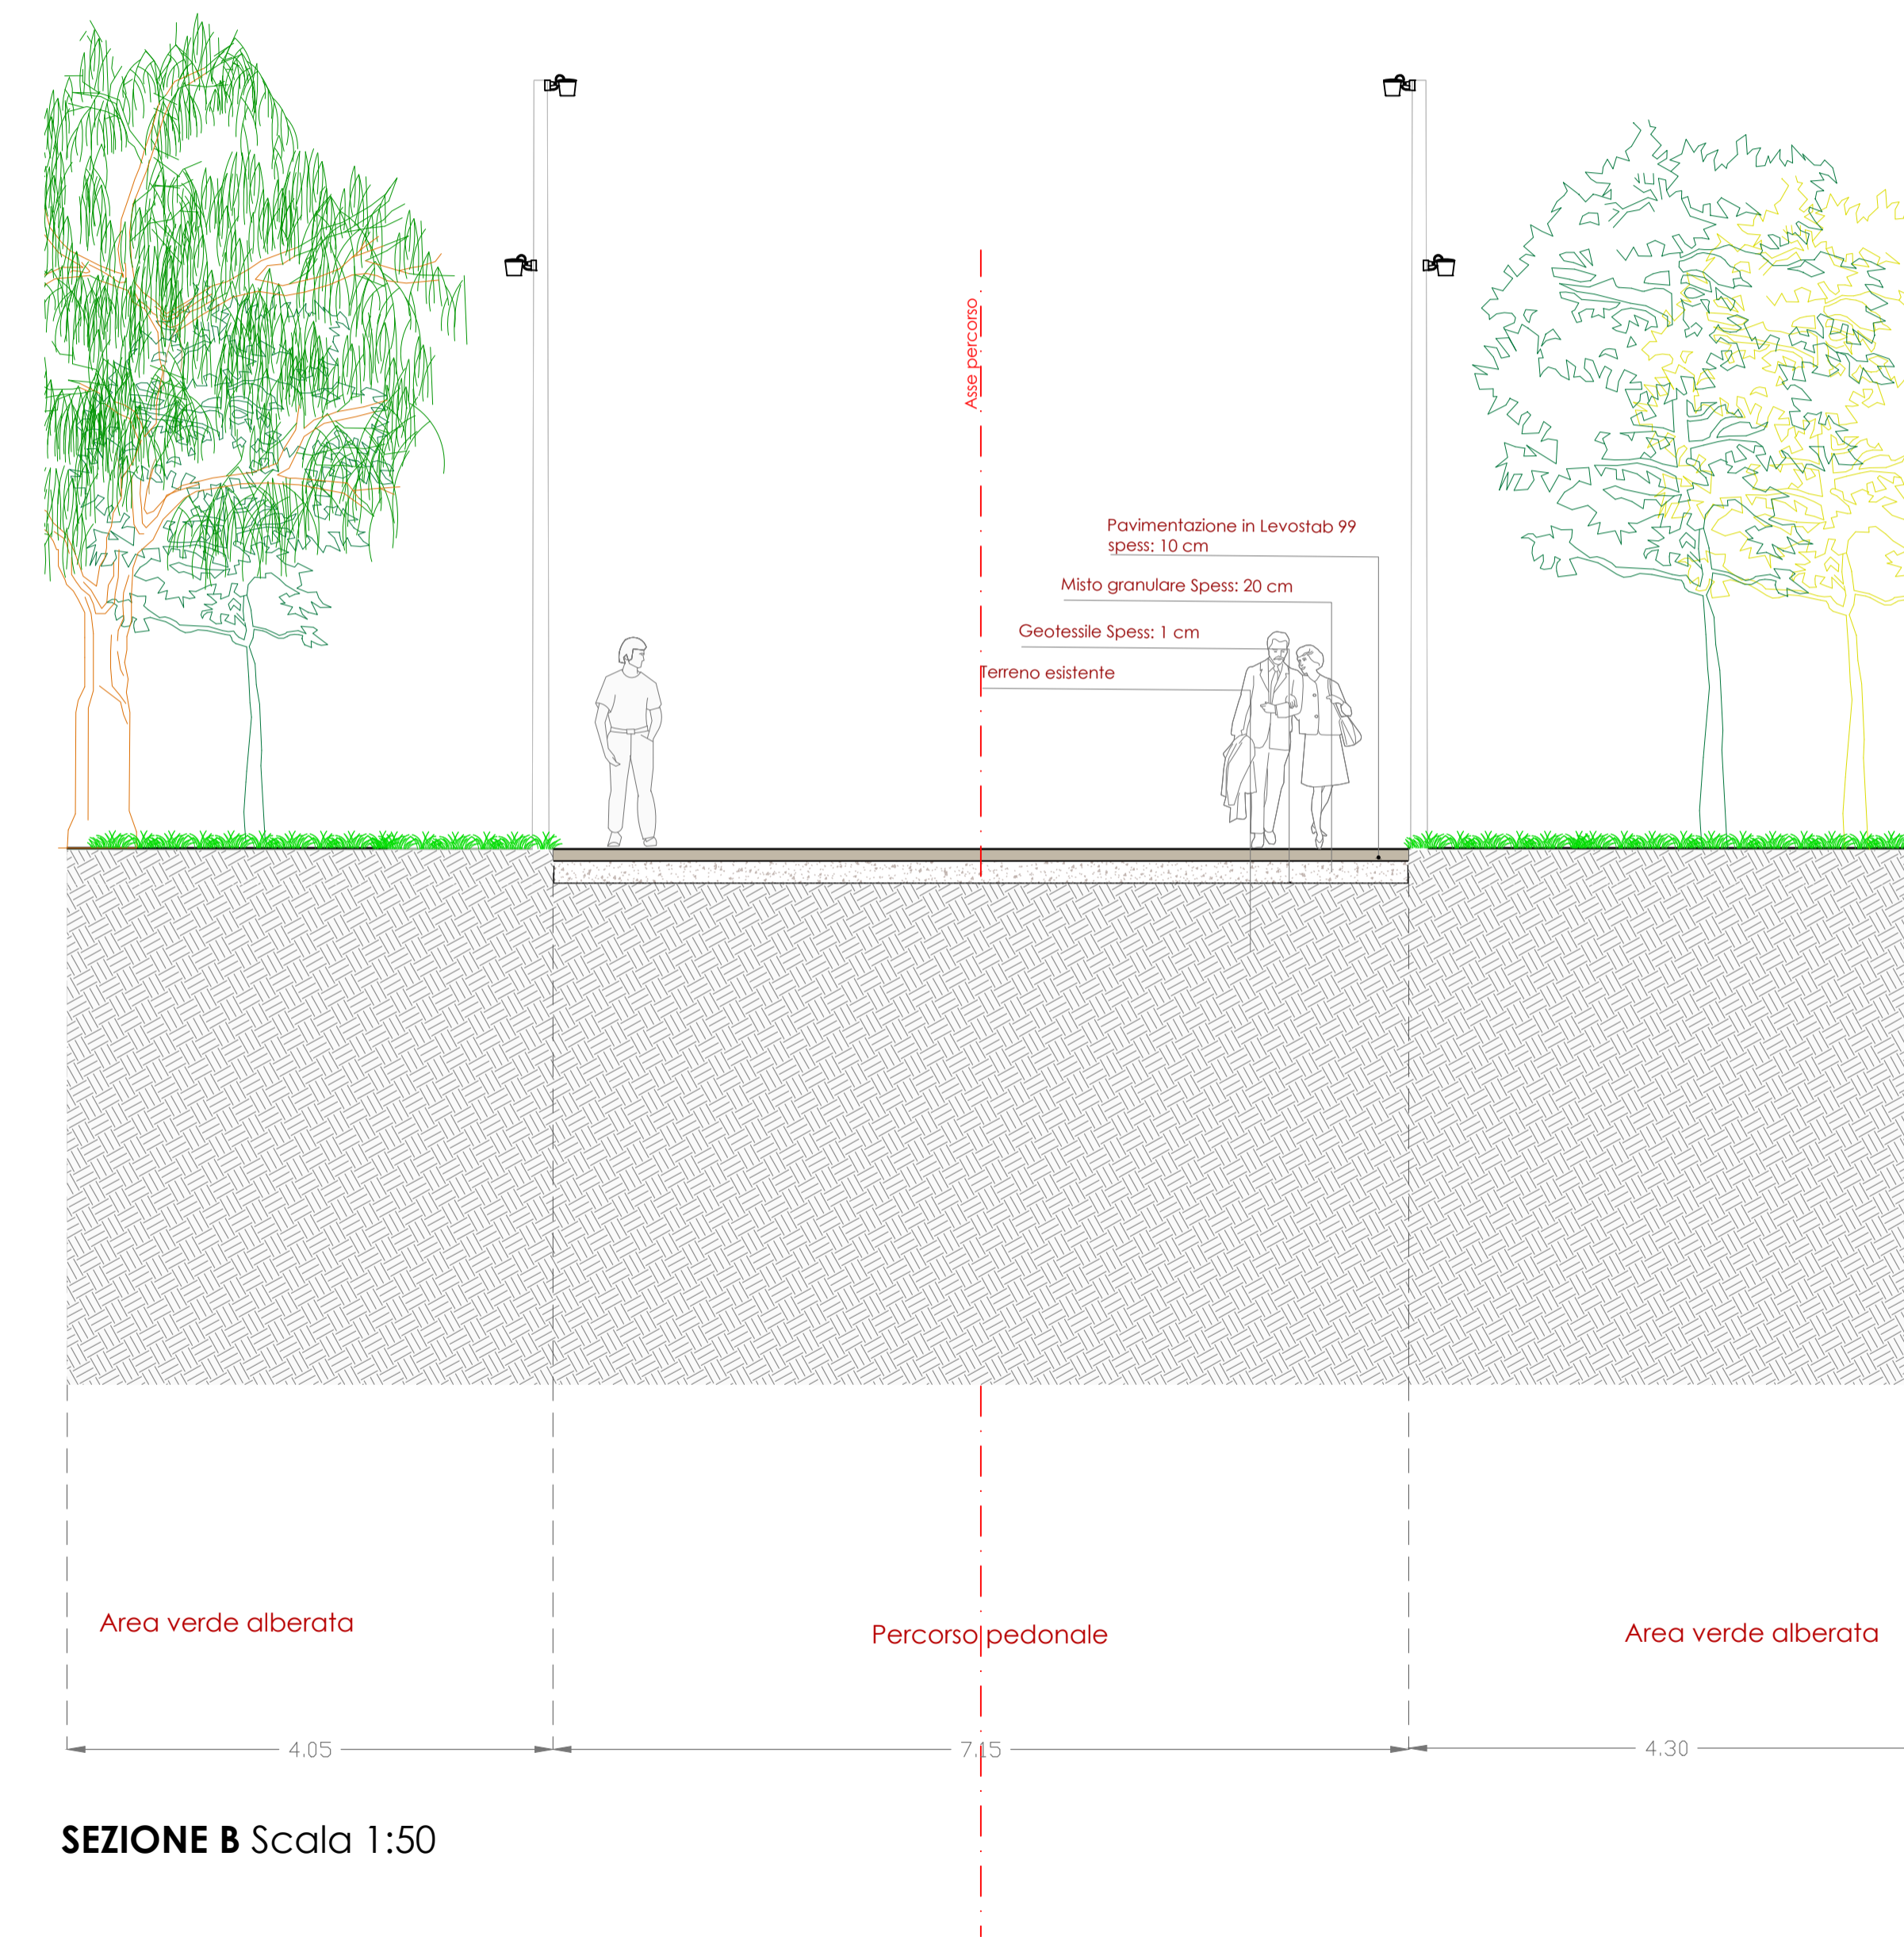 Asse percorso
Pavimentazione in Levostab 99
spess: 10 cm
Misto granulare Spess: 20 cm
Geotessile Spess: 1 cm
Terreno esistente
Area verde alberata
Percorso pedonale
Area verde alberata
4.05
7.15
4.30
SEZIONE B Scala 1:50